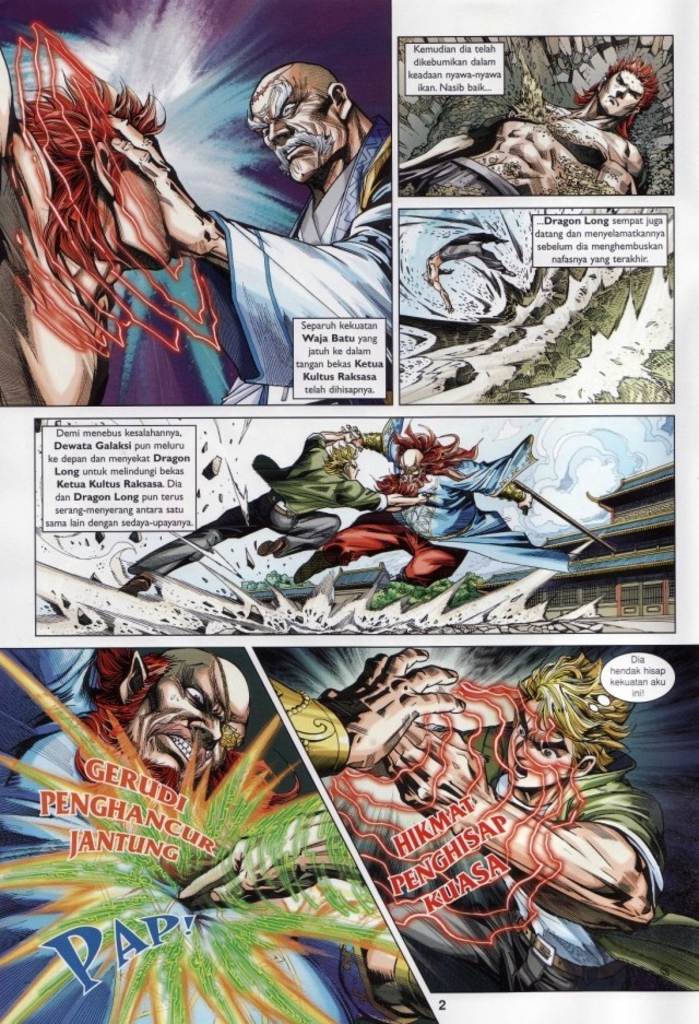 Separuh kekuatan
Waja Batu yang
jatuh ke dalam
tangan bekas Ketua
Kultus Raksasa
telah dihisapnya.
Kemudian dia telah
dikebumikan dalam
keadaan nyawa-nyawa
ikan. Nasib baik...
...Dragon Long sempat juga
datang dan menyelamatkannya
sebelum dia menghembuskan
nafasnya yang terakhir.
Demi menebus kesalahannya,
Dewata Galaksi pun meluru
ke depan dan menyekat Dragon
Long untuk melindungi bekas
Ketua Kultus Raksasa. Dia
dan Dragon Long pun terus
serang-menyerang antara satu
sama lain dengan sedaya-upayanya.
GERUDI
PENGHANCUR
JANTUNG
PAP!
Dia
hendak hisap
kekuatan aku
ini!
HIKMAT
PENGHISAP
KUASA
2